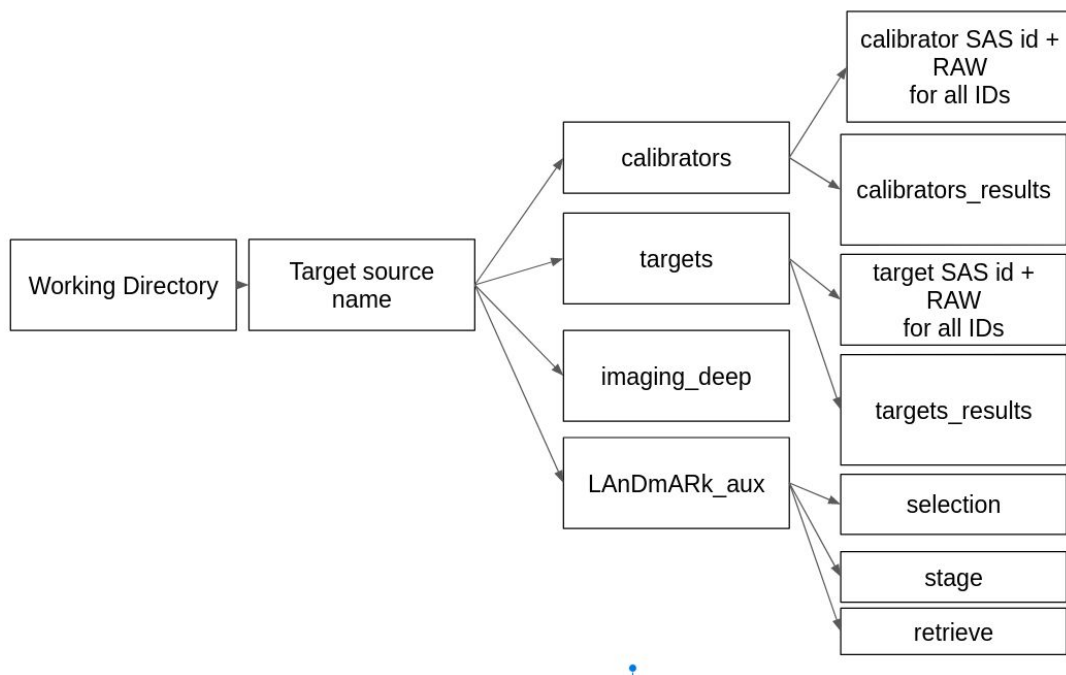 Working Directory
Target source
name
calibrators
targets
imaging_deep
LAnDmARk_aux
calibrator SAS id +
RAW
for all IDs
calibrators_results
target SAS id +
RAW
for all IDs
targets_results
selection
stage
retrieve